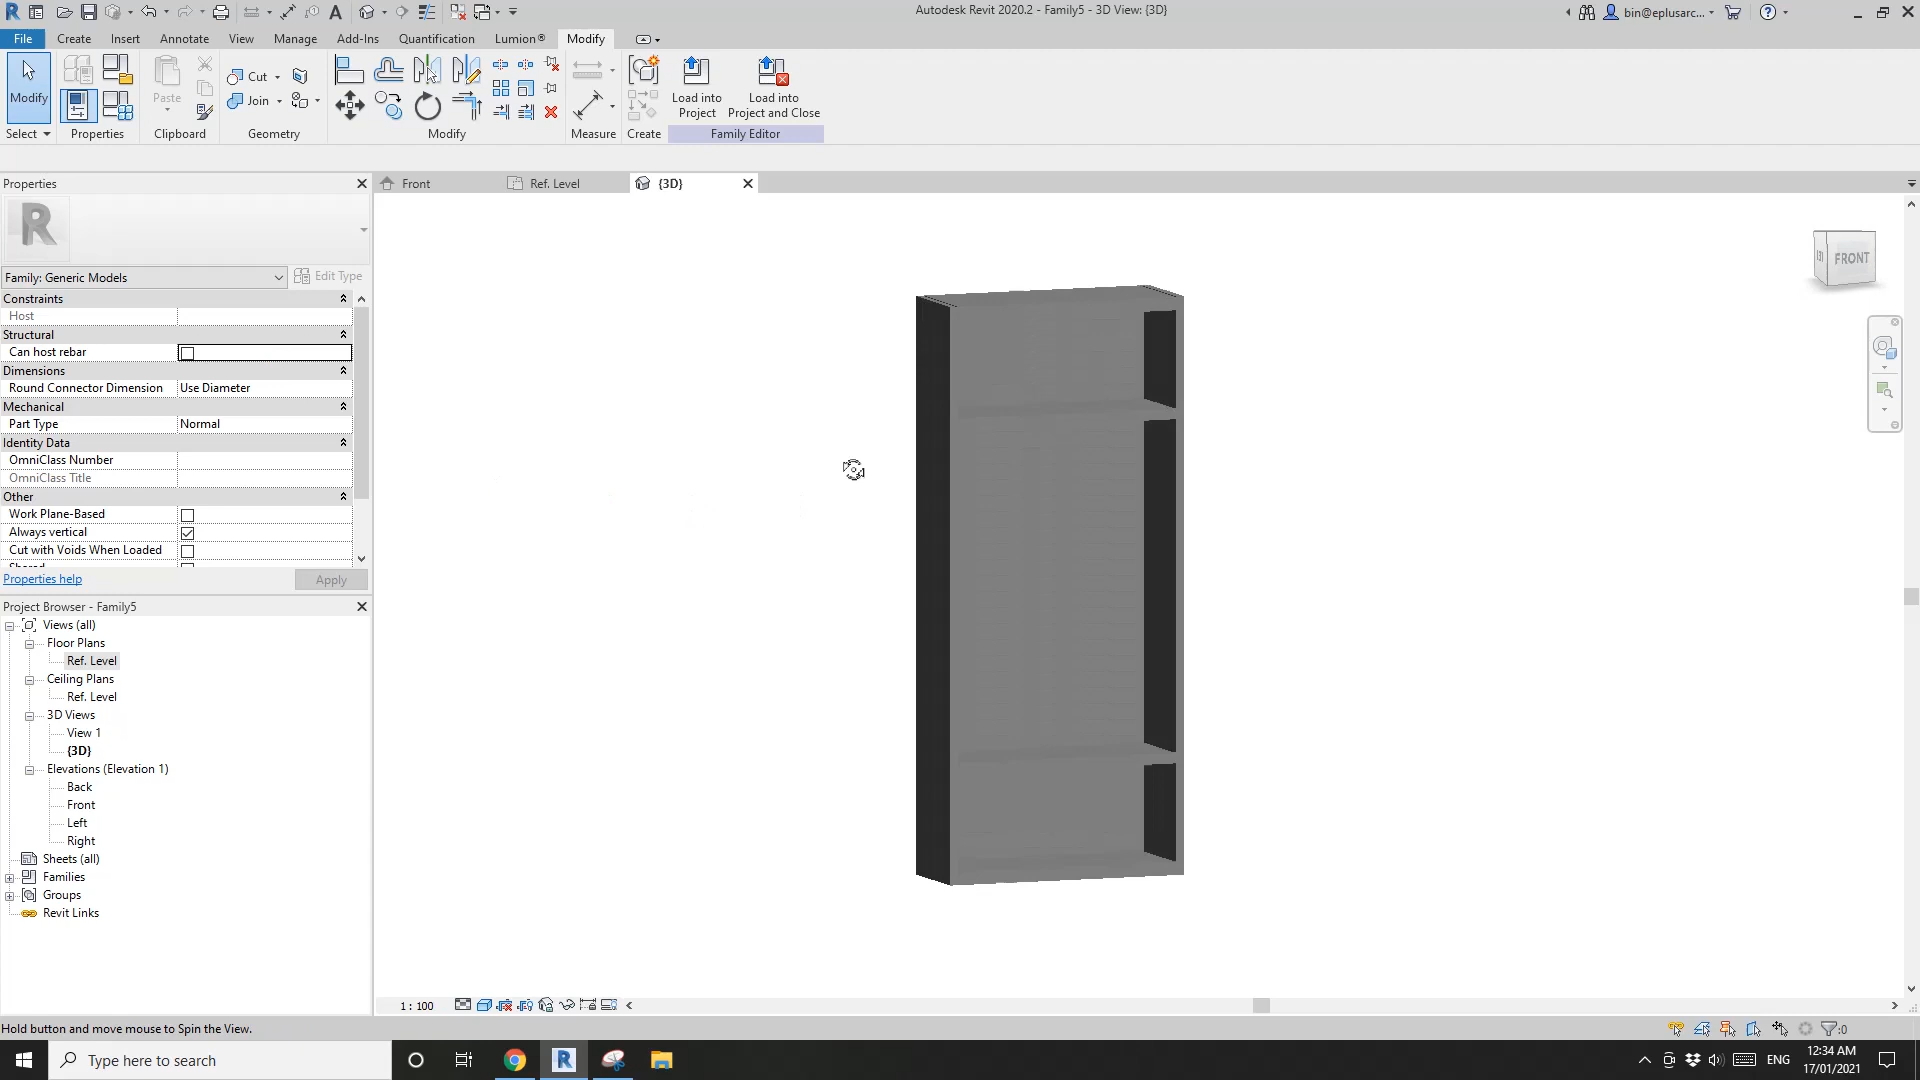 Autodesk Revit 2020.2 - Family5 - 3D View: {3D}
bin@eplusarc...
File Create Insert Annotate View Manage Add-Ins Quantification Lumion® Modify
Modify
Paste
Cut
Join
Load into
Project
Load into
Project and Close
Select Properties Clipboard Geometry Modify Measure Create Family Editor
Properties
Front
Ref. Level
{3D}
R
Family: Generic Models
Edit Type
Constraints
Host
Structural
Can host rebar
Dimensions
Round Connector Dimension Use Diameter
Mechanical
Part Type Normal
Identity Data
OmniClass Number
OmniClass Title
Other
Work Plane-Based
Always vertical
Cut with Voids When Loaded
Shared
Properties help
Apply
FRONT
Project Browser - Family5
Views (all)
Floor Plans
Ref. Level
Ceiling Plans
Ref. Level
3D Views
View 1
{3D}
Elevations (Elevation 1)
Back
Front
Left
Right
Sheets (all)
Families
Groups
Revit Links
1 : 100
Hold button and move mouse to Spin the View.
:0
Type here to search
ENG
12:34 AM
17/01/2021